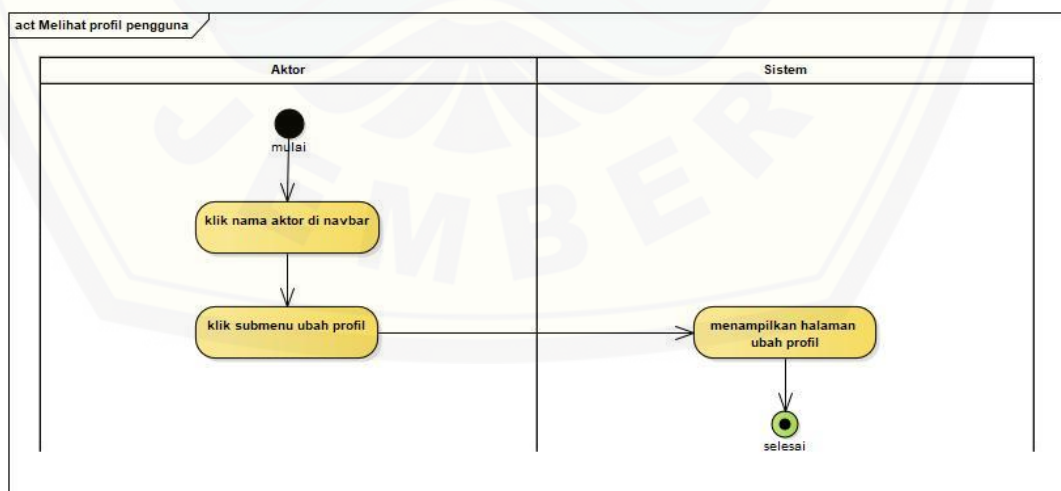 act Melihat profil pengguna
Aktor
Sistem
mulai
klik nama aktor di navbar
klik submenu ubah profil
menampilkan halaman
ubah profil
selesai
JEMBER